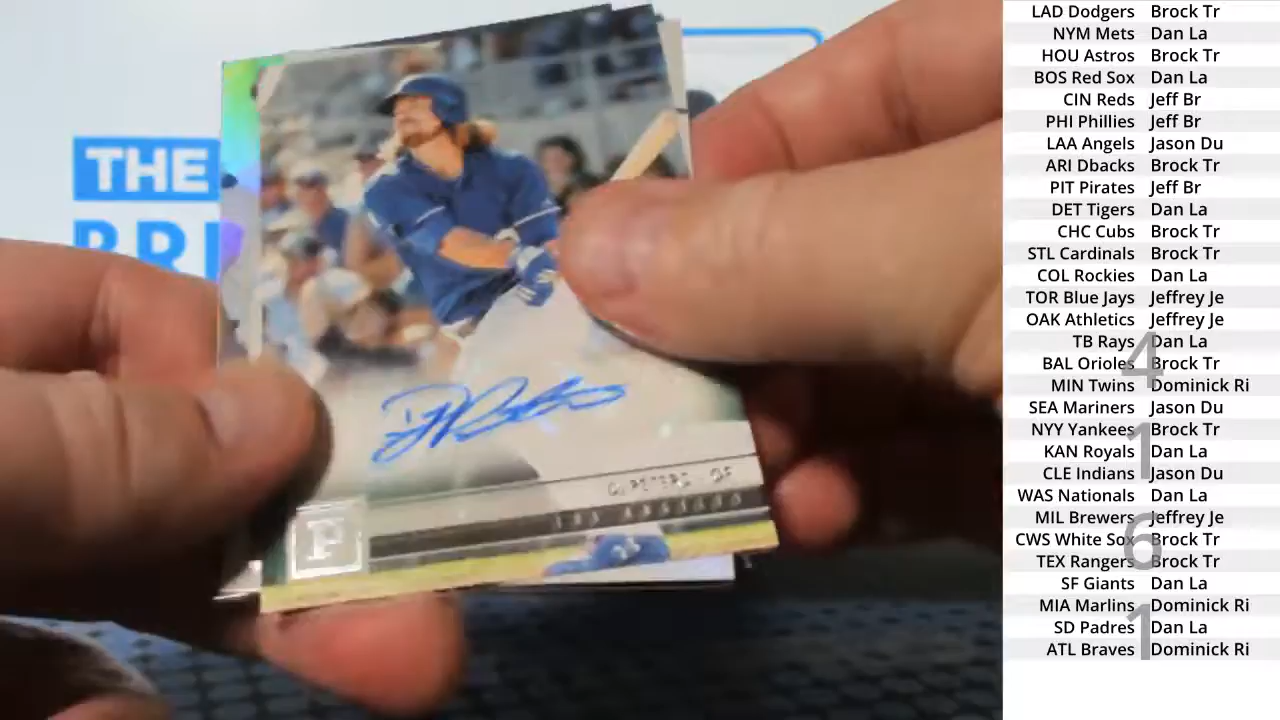 THE
BRE
P
D.PETERS - OF
LOS ANGELES
LAD Dodgers Brock Tr
NYM Mets Dan La
HOU Astros Brock Tr
BOS Red Sox Dan La
CIN Reds Jeff Br
PHI Phillies Jeff Br
LAA Angels Jason Du
ARI Dbacks Brock Tr
PIT Pirates Jeff Br
DET Tigers Dan La
CHC Cubs Brock Tr
STL Cardinals Brock Tr
COL Rockies Dan La
TOR Blue Jays Jeffrey Je
OAK Athletics Jeffrey Je
TB Rays Dan La
BAL Orioles Brock Tr
MIN Twins Dominick Ri
SEA Mariners Jason Du
NYY Yankees Brock Tr
KAN Royals Dan La
CLE Indians Jason Du
WAS Nationals Dan La
MIL Brewers Jeffrey Je
CWS White Sox Brock Tr
TEX Rangers Brock Tr
SF Giants Dan La
MIA Marlins Dominick Ri
SD Padres Dan La
ATL Braves Dominick Ri
4
1
6
1